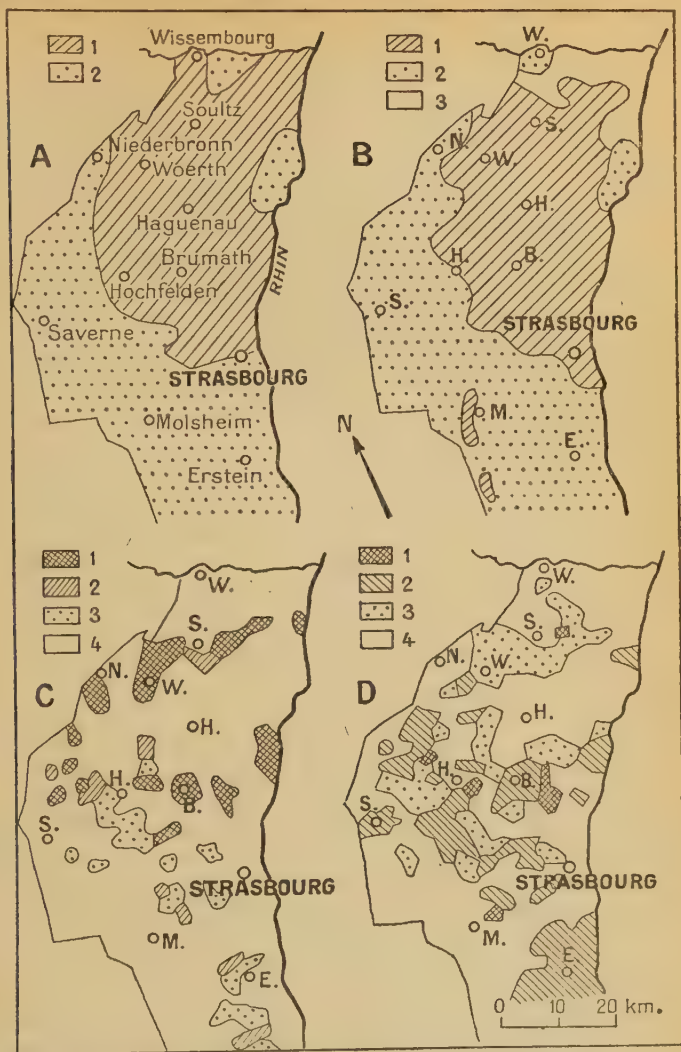 1
2
Wissembourg
Soultz
A
Niederbronn
Woerth
Haguenau
Brumath
Hochfelden
RHIN
Saverne
STRASBOURG
Molsheim
Erstein
1
2
3
W.
B
S.
N.
W.
H.
H.
B.
S.
STRASBOURG
M.
E.
N
1
2
3
4
W.
S.
N.
C
W.
H.
H.
B.
S.
STRASBOURG
M.
E.
1
2
3
4
W.
S.
N.
D
W.
H.
H.
B.
S.
STRASBOURG
M.
E.
0 10 20 km.